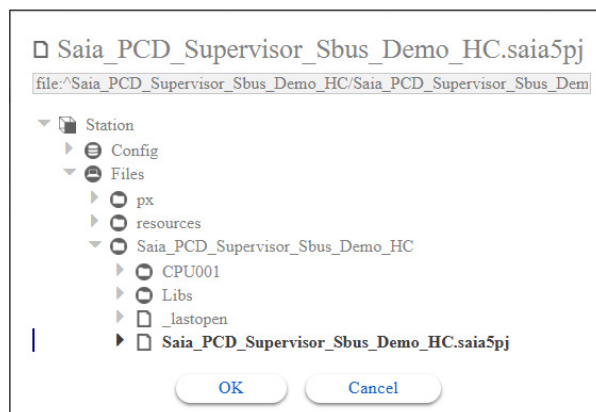 Saia_PCD_Supervisor_Sbus_Demo_HC.saia5pj
file:^Saia_PCD_Supervisor_Sbus_Demo_HC/Saia_PCD_Supervisor_Sbus_Dem
Station
Config
Files
px
resources
Saia_PCD_Supervisor_Sbus_Demo_HC
CPU001
Libs
_lastopen
Saia_PCD_Supervisor_Sbus_Demo_HC.saia5pj
OK Cancel